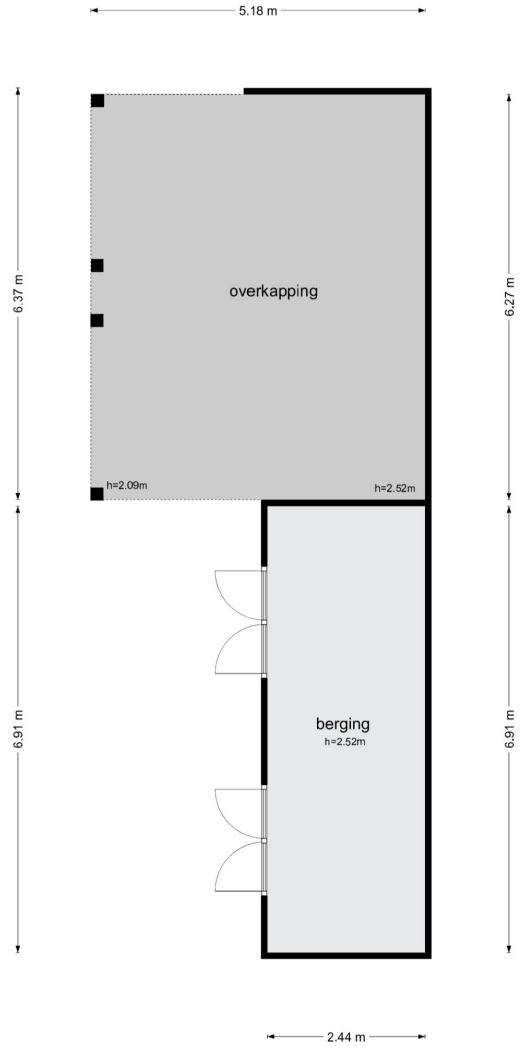 5.18 m
6.37 m
overkapping
6.27 m
h=2.09m
h=2.52m
6.91 m
berging
h=2.52m
6.91 m
2.44 m